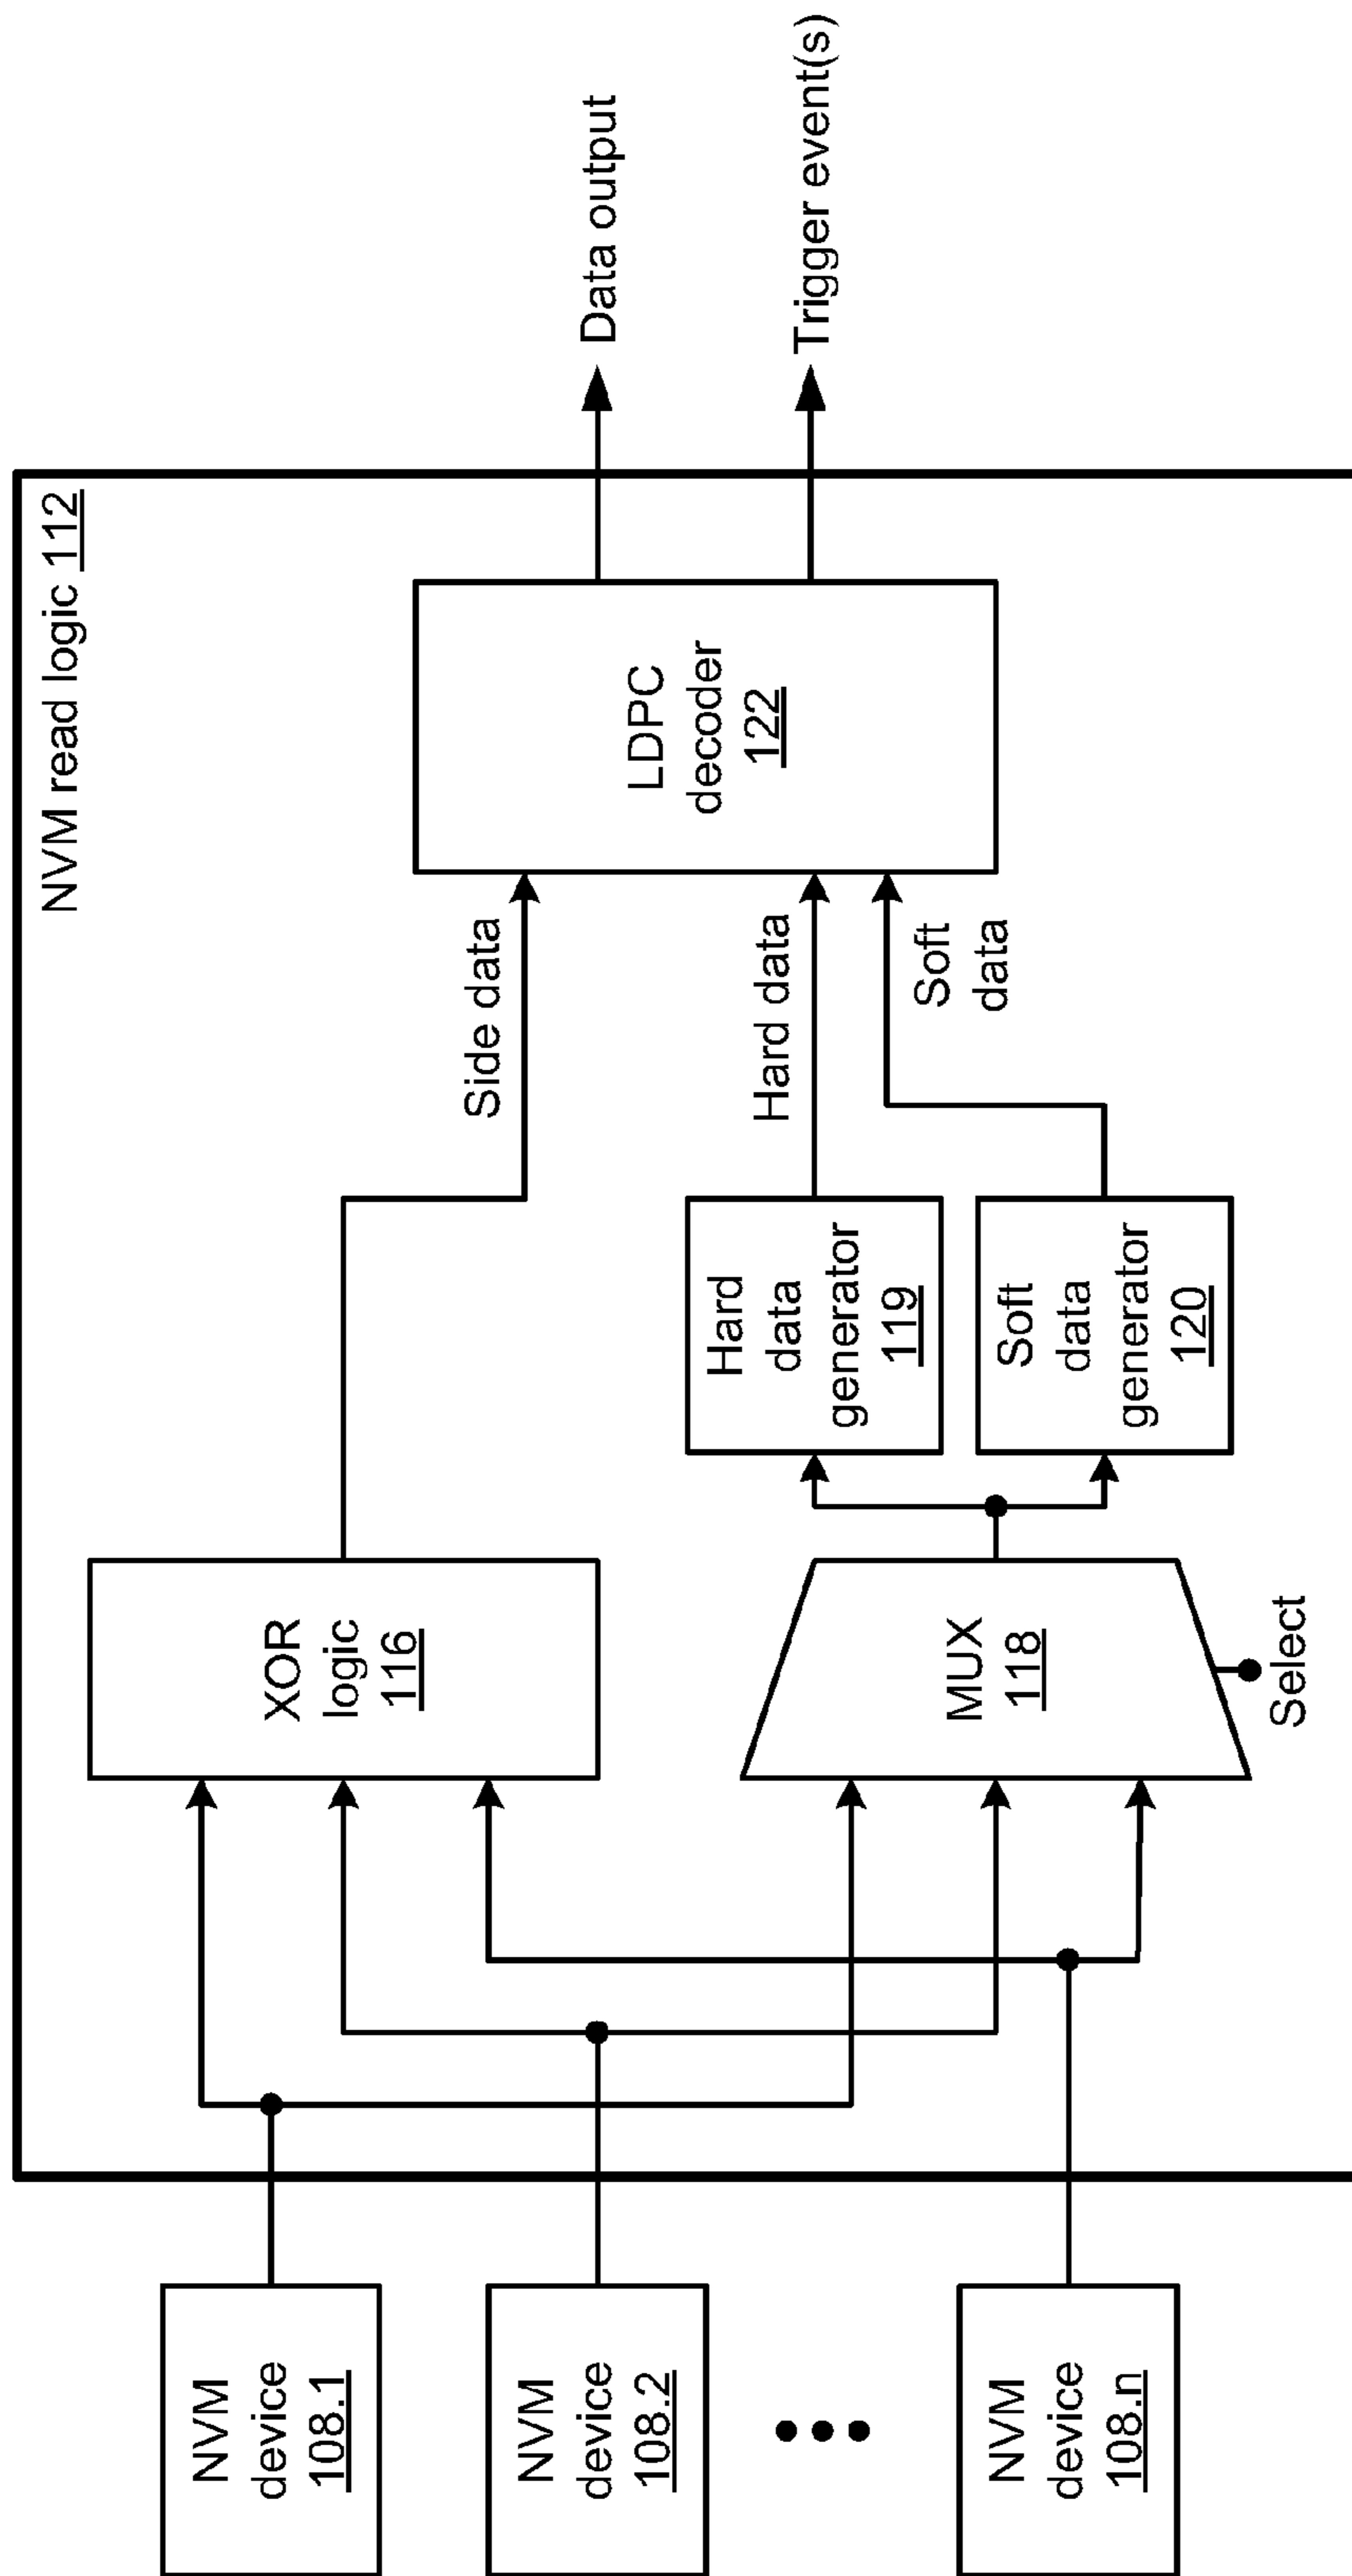 NVM read logic 112
NVM
device
108.1
NVM
device
108.2
NVM
device
108.n
XOR
logic
116
MUX
118
Select
Hard
data
generator
119
Soft
data
generator
120
Side data
Hard data
Soft
data
LDPC
decoder
122
Data output
Trigger event(s)